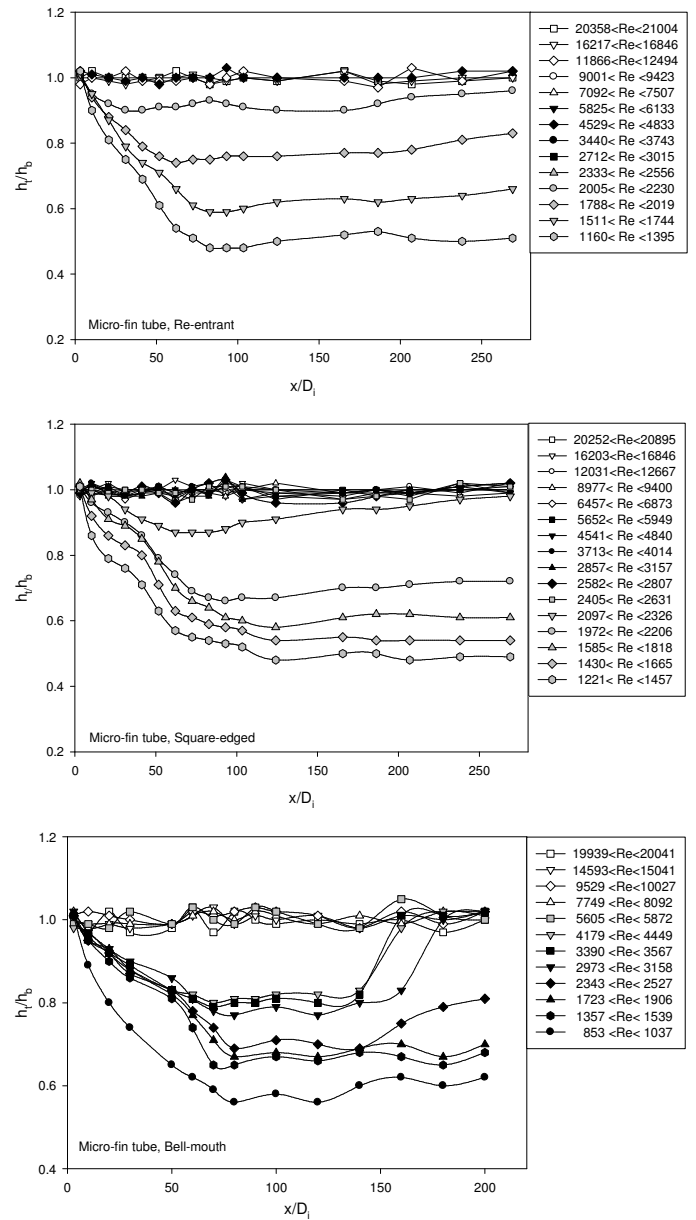 1.2
1.0
0.8
0.6
0.4
0.2
hₜ/h_b
0 50 100 150 200 250
x/Dᵢ
Micro-fin tube, Re-entrant
20358<Re<21004
16217<Re<16846
11866<Re<12494
9001< Re <9423
7092< Re <7507
5825< Re <6133
4529< Re <4833
3440< Re <3743
2712< Re <3015
2333< Re <2556
2005< Re <2230
1788< Re <2019
1511< Re <1744
1160< Re <1395
1.2
1.0
0.8
0.6
0.4
0.2
hₜ/h_b
0 50 100 150 200 250
x/Dᵢ
Micro-fin tube, Square-edged
20252<Re<20895
16203<Re<16846
12031<Re<12667
8977< Re <9400
6457< Re <6873
5652< Re <5949
4541< Re <4840
3713< Re <4014
2857< Re <3157
2582< Re <2807
2405< Re <2631
2097< Re <2326
1972< Re <2206
1585< Re <1818
1430< Re <1665
1221< Re <1457
1.2
1.0
0.8
0.6
0.4
hₜ/h_b
0 50 100 150 200
x/Dᵢ
Micro-fin tube, Bell-mouth
19939<Re<20041
14593<Re<15041
9529 <Re<10027
7749 <Re< 8092
5605 <Re< 5872
4179 <Re< 4449
3390 <Re< 3567
2973 <Re< 3158
2343 <Re< 2527
1723 <Re< 1906
1357 <Re< 1539
853 <Re< 1037